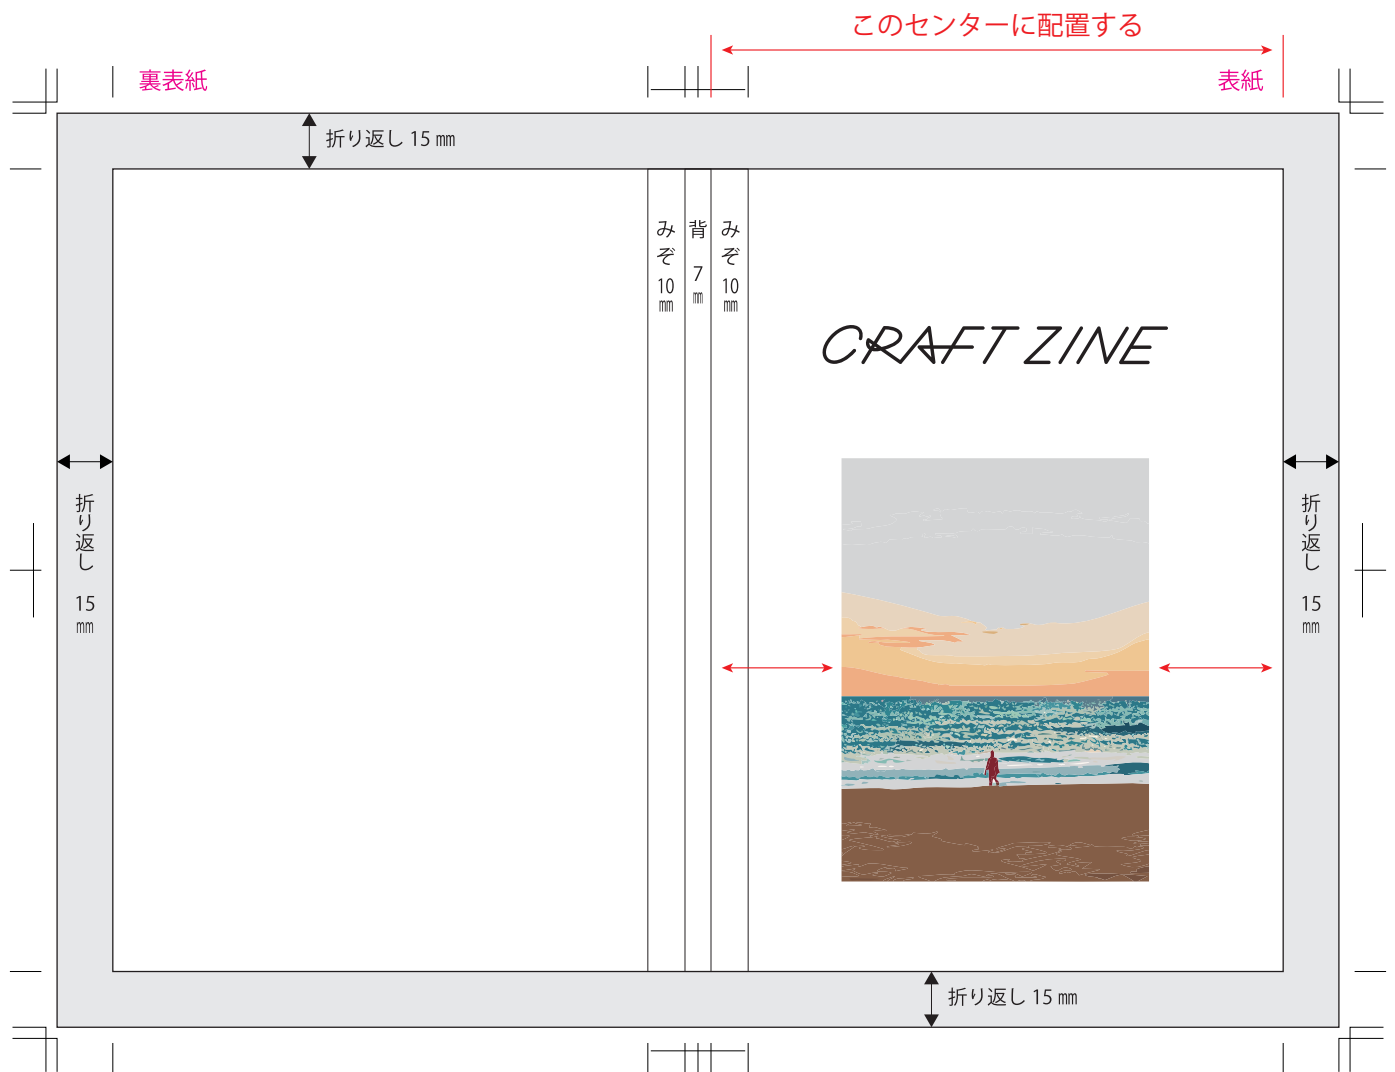 このセンターに配置する
裏表紙
表紙
折り返し 15 ㎜
みぞ 10 ㎜
背 7 ㎜
みぞ 10 ㎜
CRAFT ZINE
折り返し 15 ㎜
折り返し 15 ㎜
折り返し 15 ㎜